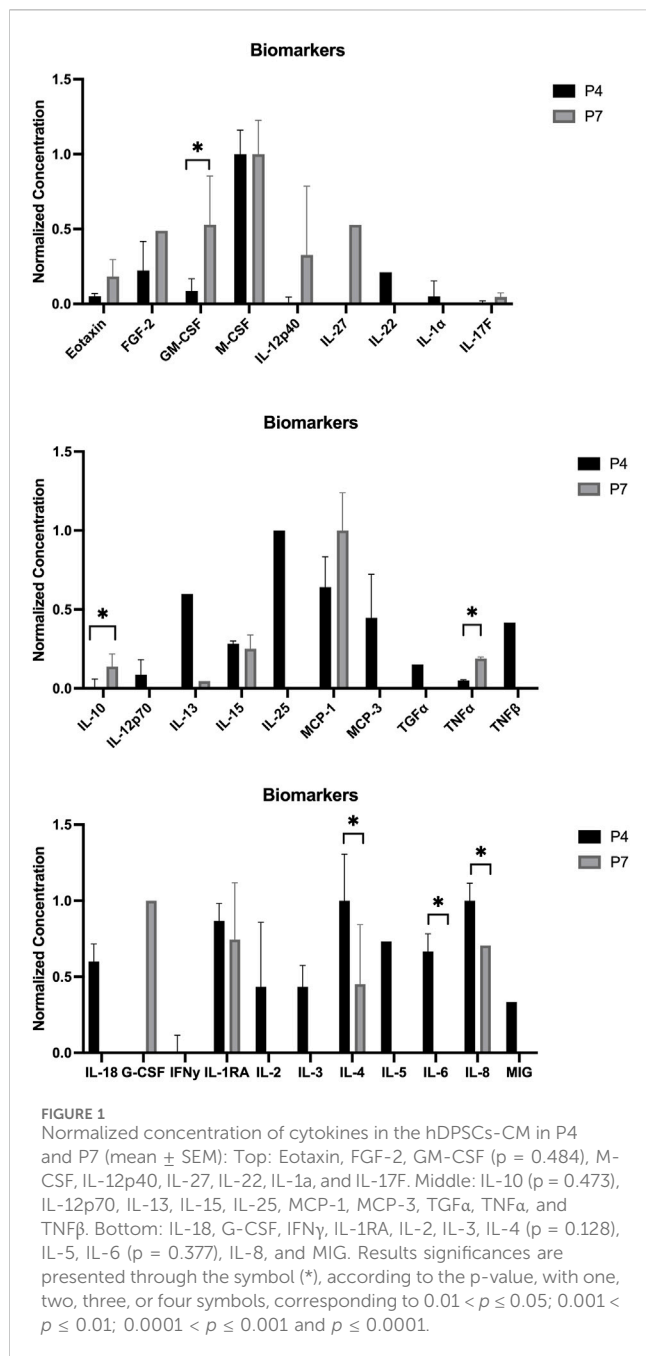 Biomarkers
P4
P7
Normalized Concentration
1.5
1.0
0.5
0.0
*
Eotaxin
FGF-2
GM-CSF
M-CSF
IL-12p40
IL-27
IL-22
IL-1α
IL-17F
Biomarkers
P4
P7
Normalized Concentration
1.5
1.0
0.5
0.0
*
*
IL-10
IL-12p70
IL-13
IL-15
IL-25
MCP-1
MCP-3
TGFα
TNFα
TNFβ
Biomarkers
P4
P7
Normalized Concentration
1.5
1.0
0.5
0.0
*
*
*
IL-18 G-CSF IFNy IL-1RA IL-2 IL-3 IL-4 IL-5 IL-6 IL-8 MIG
FIGURE 1
Normalized concentration of cytokines in the hDPSCs-CM in P4
and P7 (mean ± SEM): Top: Eotaxin, FGF-2, GM-CSF (p = 0.484), M-
CSF, IL-12p40, IL-27, IL-22, IL-1a, and IL-17F. Middle: IL-10 (p = 0.473),
IL-12p70, IL-13, IL-15, IL-25, MCP-1, MCP-3, TGFα, TNFα, and
TNFβ. Bottom: IL-18, G-CSF, IFNγ, IL-1RA, IL-2, IL-3, IL-4 (p = 0.128),
IL-5, IL-6 (p = 0.377), IL-8, and MIG. Results significances are
presented through the symbol (*), according to the p-value, with one,
two, three, or four symbols, corresponding to 0.01 < p ≤ 0.05; 0.001 <
p ≤ 0.01; 0.0001 < p ≤ 0.001 and p ≤ 0.0001.